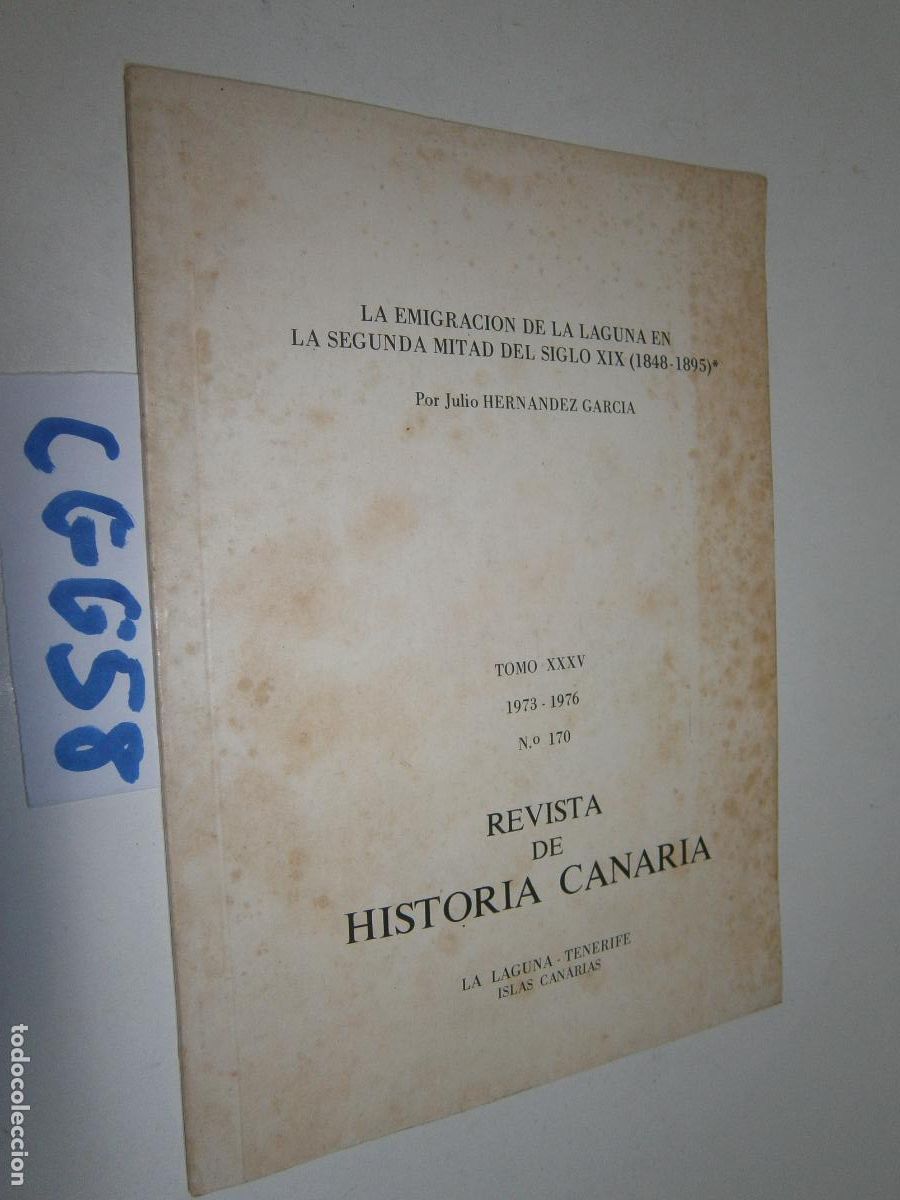 LA EMIGRACION DE LA LAGUNA EN
LA SEGUNDA MITAD DEL SIGLO XIX (1848-1895)*
Por Julio HERNANDEZ GARCIA
TOMO XXXV
1973 - 1976
N.º 170
REVISTA
DE
HISTORIA CANARIA
LA LAGUNA - TENERIFE
ISLAS CANARIAS
CGG58
todocoleccion